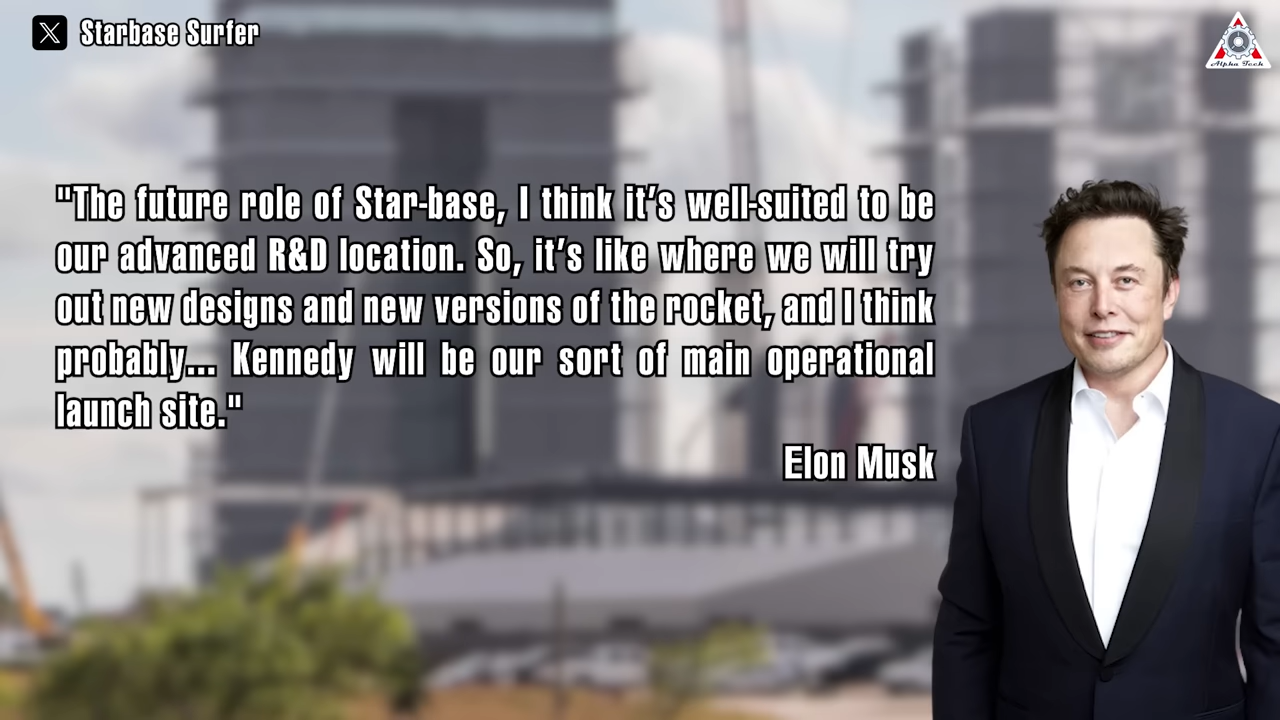 X Starbase Surfer
Alpha Tech
"The future role of Star-base, I think it’s well-suited to be
our advanced R&D location. So, it’s like where we will try
out new designs and new versions of the rocket, and I think
probably... Kennedy will be our sort of main operational
launch site."
Elon Musk